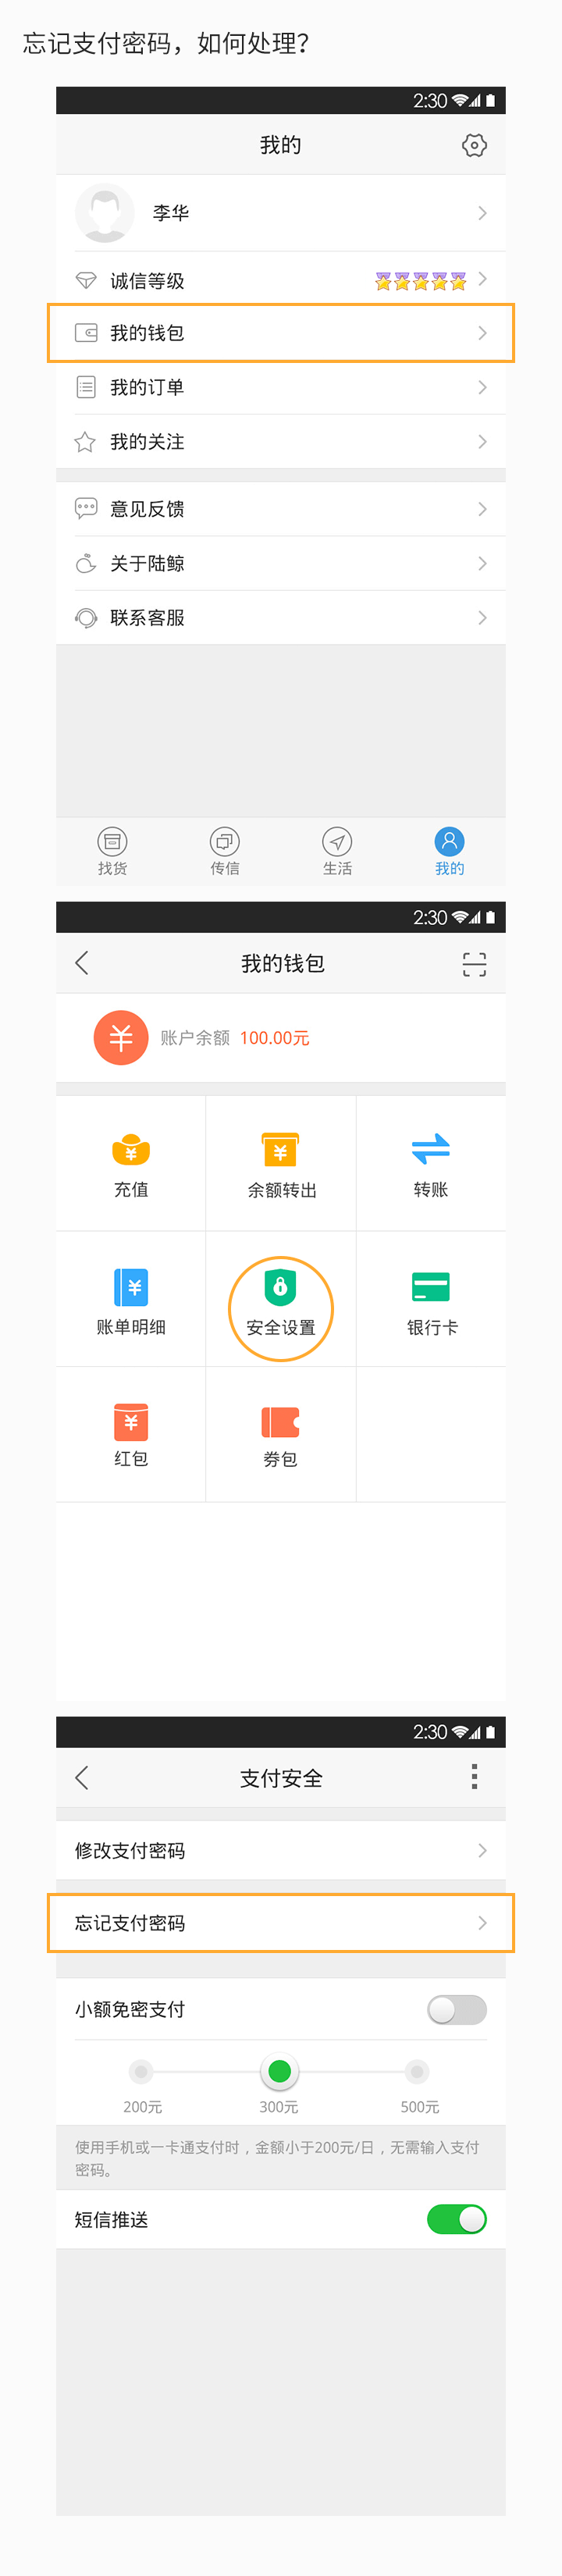 忘记支付密码，如何处理？
2:30
我的
李华
诚信等级
我的钱包
我的订单
我的关注
意见反馈
关于陆鲸
联系客服
找货 传信 生活 我的
2:30
我的钱包
账户余额 100.00元
充值 余额转出 转账
账单明细 安全设置 银行卡
红包 券包
2:30
支付安全
修改支付密码
忘记支付密码
小额免密支付
200元 300元 500元
使用手机或一卡通支付时，金额小于200元/日，无需输入支付
密码。
短信推送